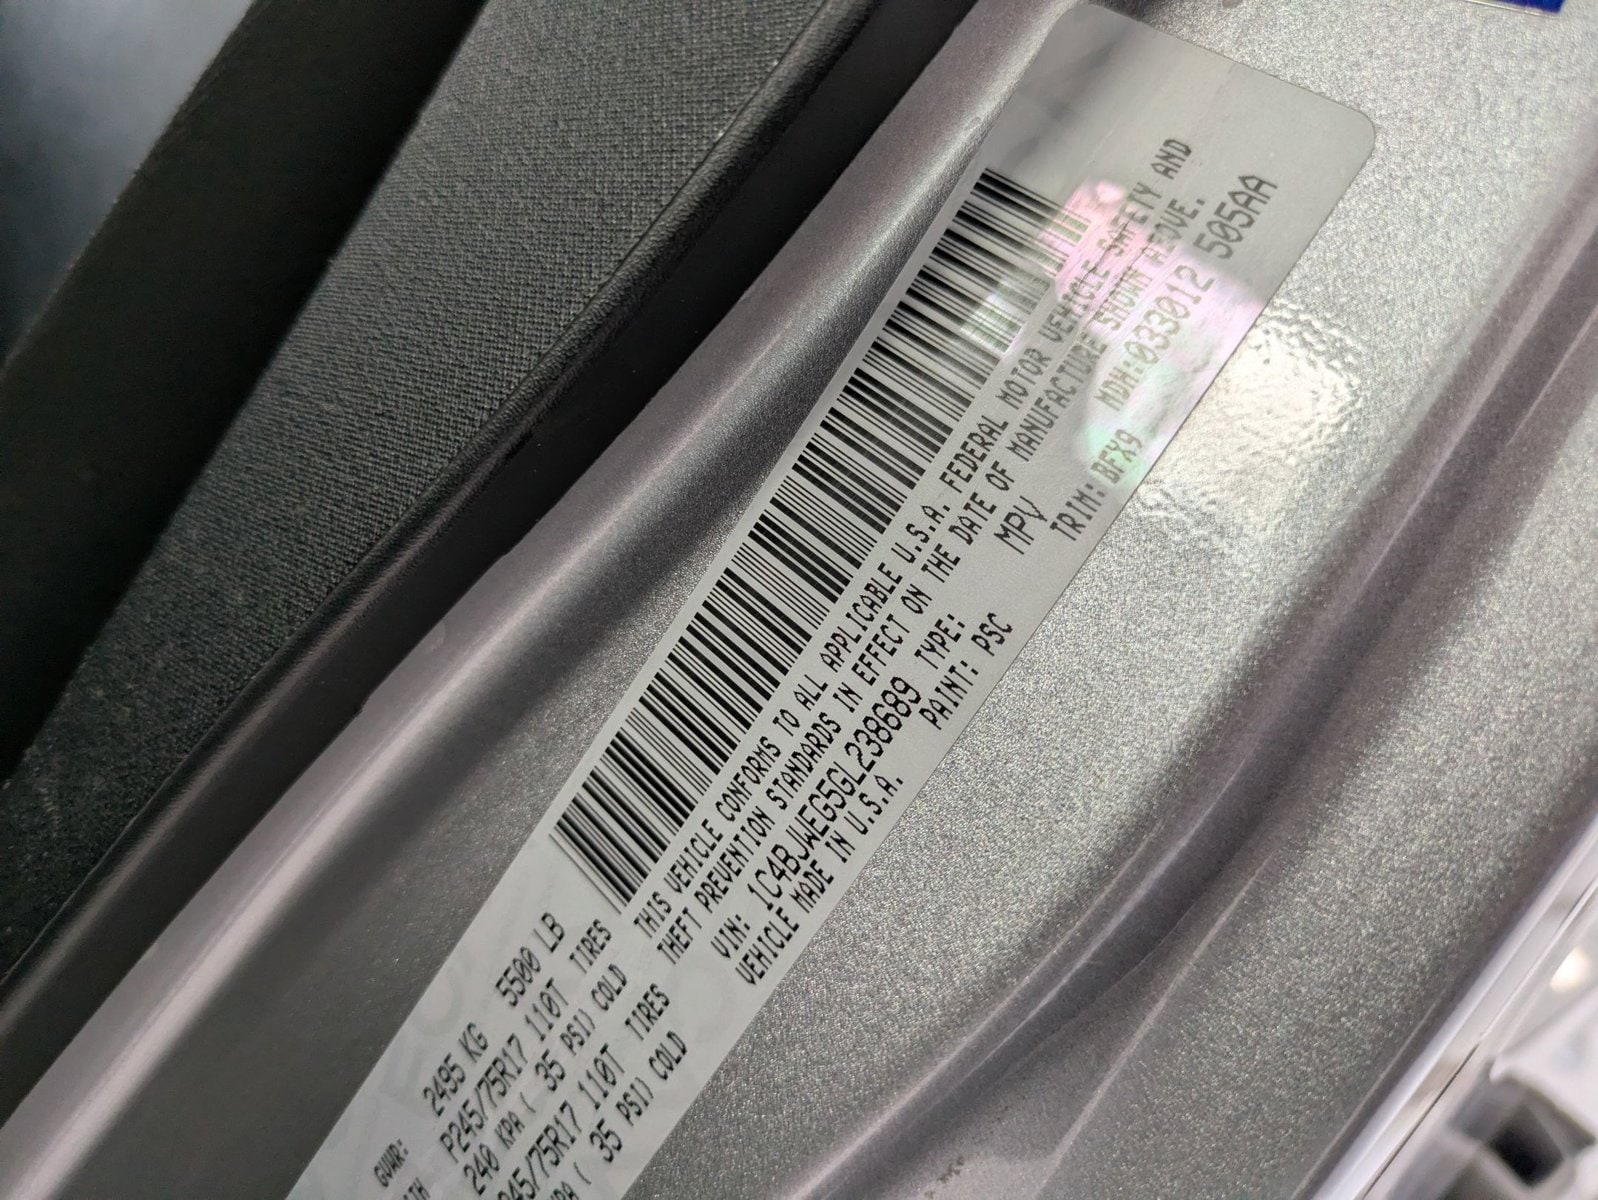 GVWR: 2495 KG 5500 LB
P245/75R17 110T TIRES
240 KPA ( 35 PSI) COLD
245/75R17 110T TIRES
KPA ( 35 PSI) COLD
THIS VEHICLE CONFORMS TO ALL APPLICABLE U.S.A. FEDERAL MOTOR VEHICLE SAFETY AND
THEFT PREVENTION STANDARDS IN EFFECT ON THE DATE OF MANUFACTURE SHOWN ABOVE.
VIN: 1C4BJWEG5GL238689 TYPE: MPV MDH:033012 505AA
VEHICLE MADE IN U.S.A. PAINT: PSC TRIM: BFX9